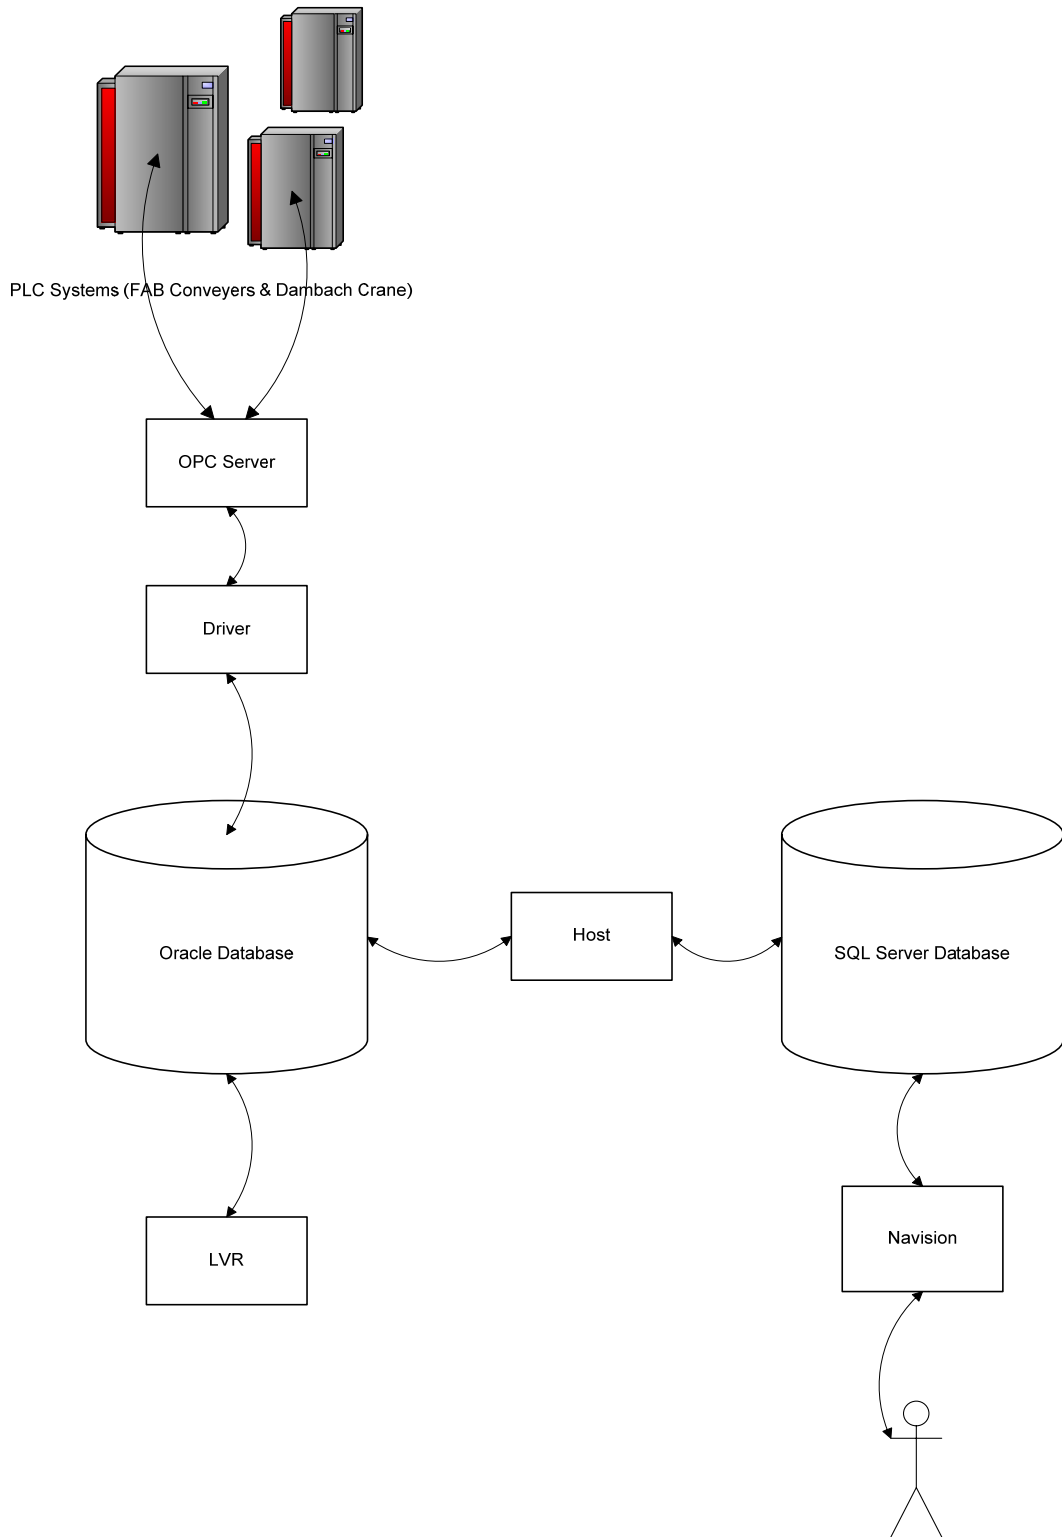 PLC Systems (FAB Conveyers & Dambach Crane)
OPC Server
Driver
Oracle Database
Host
SQL Server Database
LVR
Navision